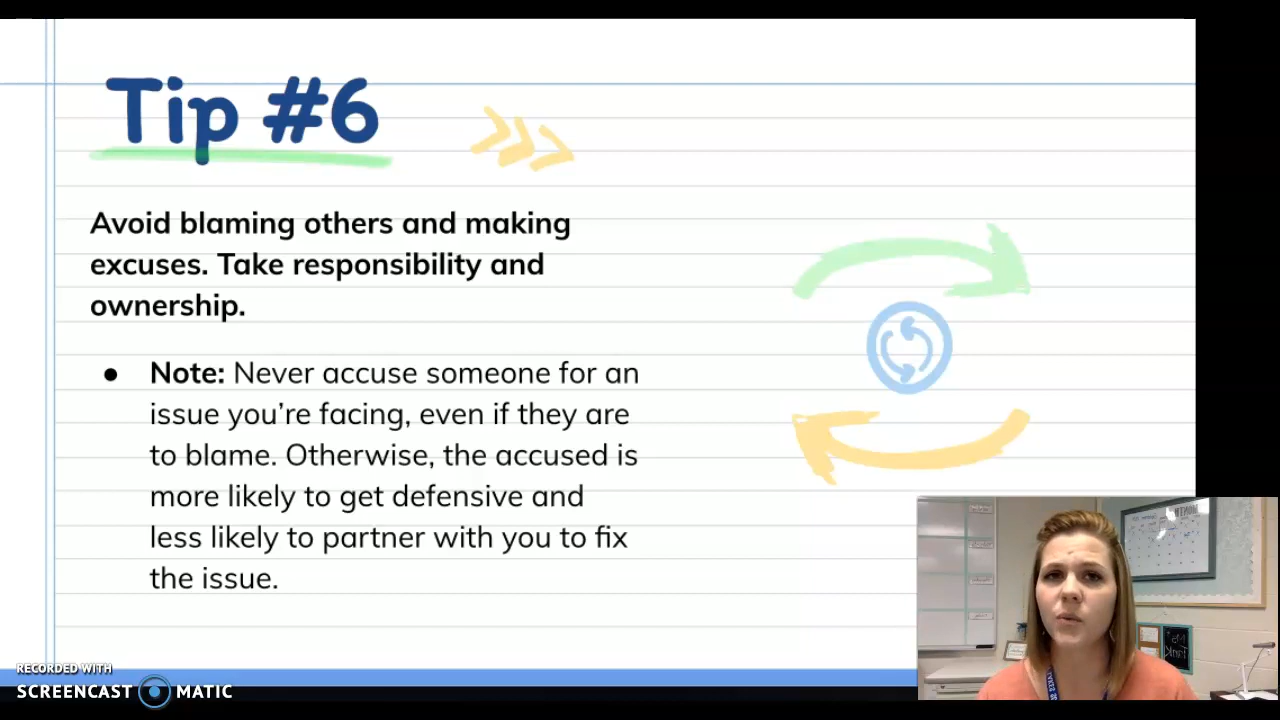 Tip #6
Avoid blaming others and making
excuses. Take responsibility and
ownership.
● Note: Never accuse someone for an
issue you're facing, even if they are
to blame. Otherwise, the accused is
more likely to get defensive and
less likely to partner with you to fix
the issue.
RECORDED WITH
SCREENCAST MATIC